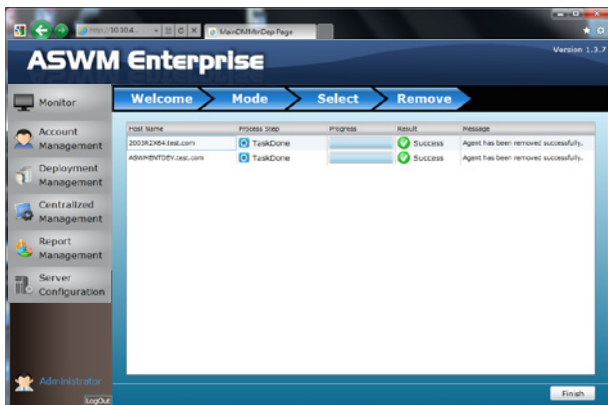 MainDMMbrDep Page
ASWM Enterprise
Version 1.3.7
Monitor
Welcome Mode Select Remove
Account
Management
Deployment
Management
Centralized
Management
Report
Management
Server
Configuration
Host Name Process Step Progress Result Message
2003R2X64.test.com TaskDone Success Agent has been removed successfully.
ASWMENTDEV.test.com TaskDone Success Agent has been removed successfully.
Administrator
LogOut
Finish